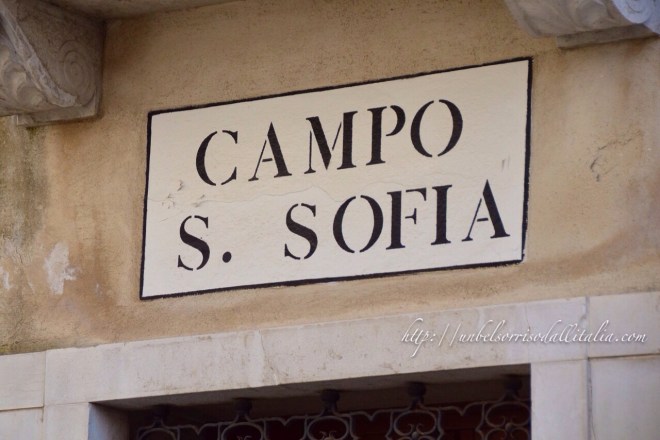 CAMPO
S. SOFIA
http://unbelsorrisodallitalia.com